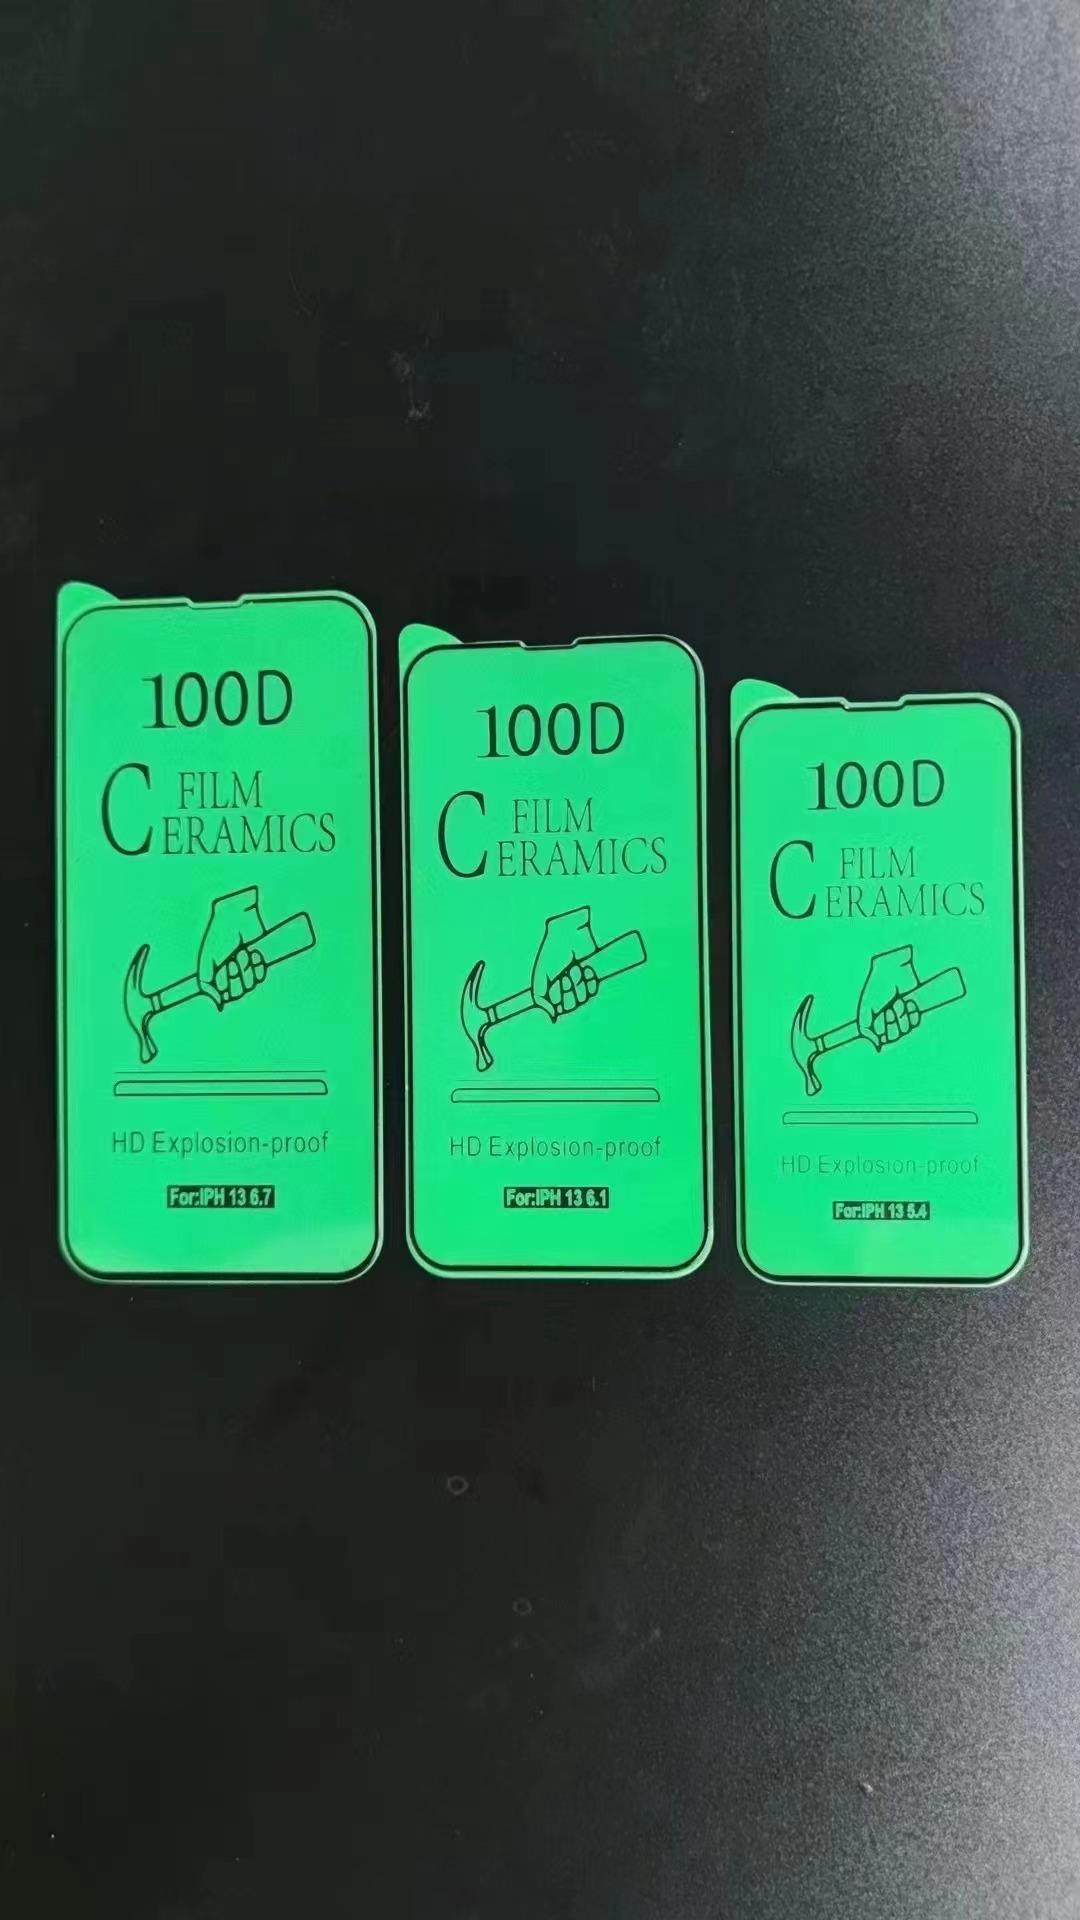 100D
FILM
CERAMICS
HD Explosion-proof
For:IPH 13 6.7
100D
FILM
CERAMICS
HD Explosion-proof
For:IPH 13 6.1
100D
FILM
CERAMICS
HD Explosion-proof
For:IPH 13 5.4